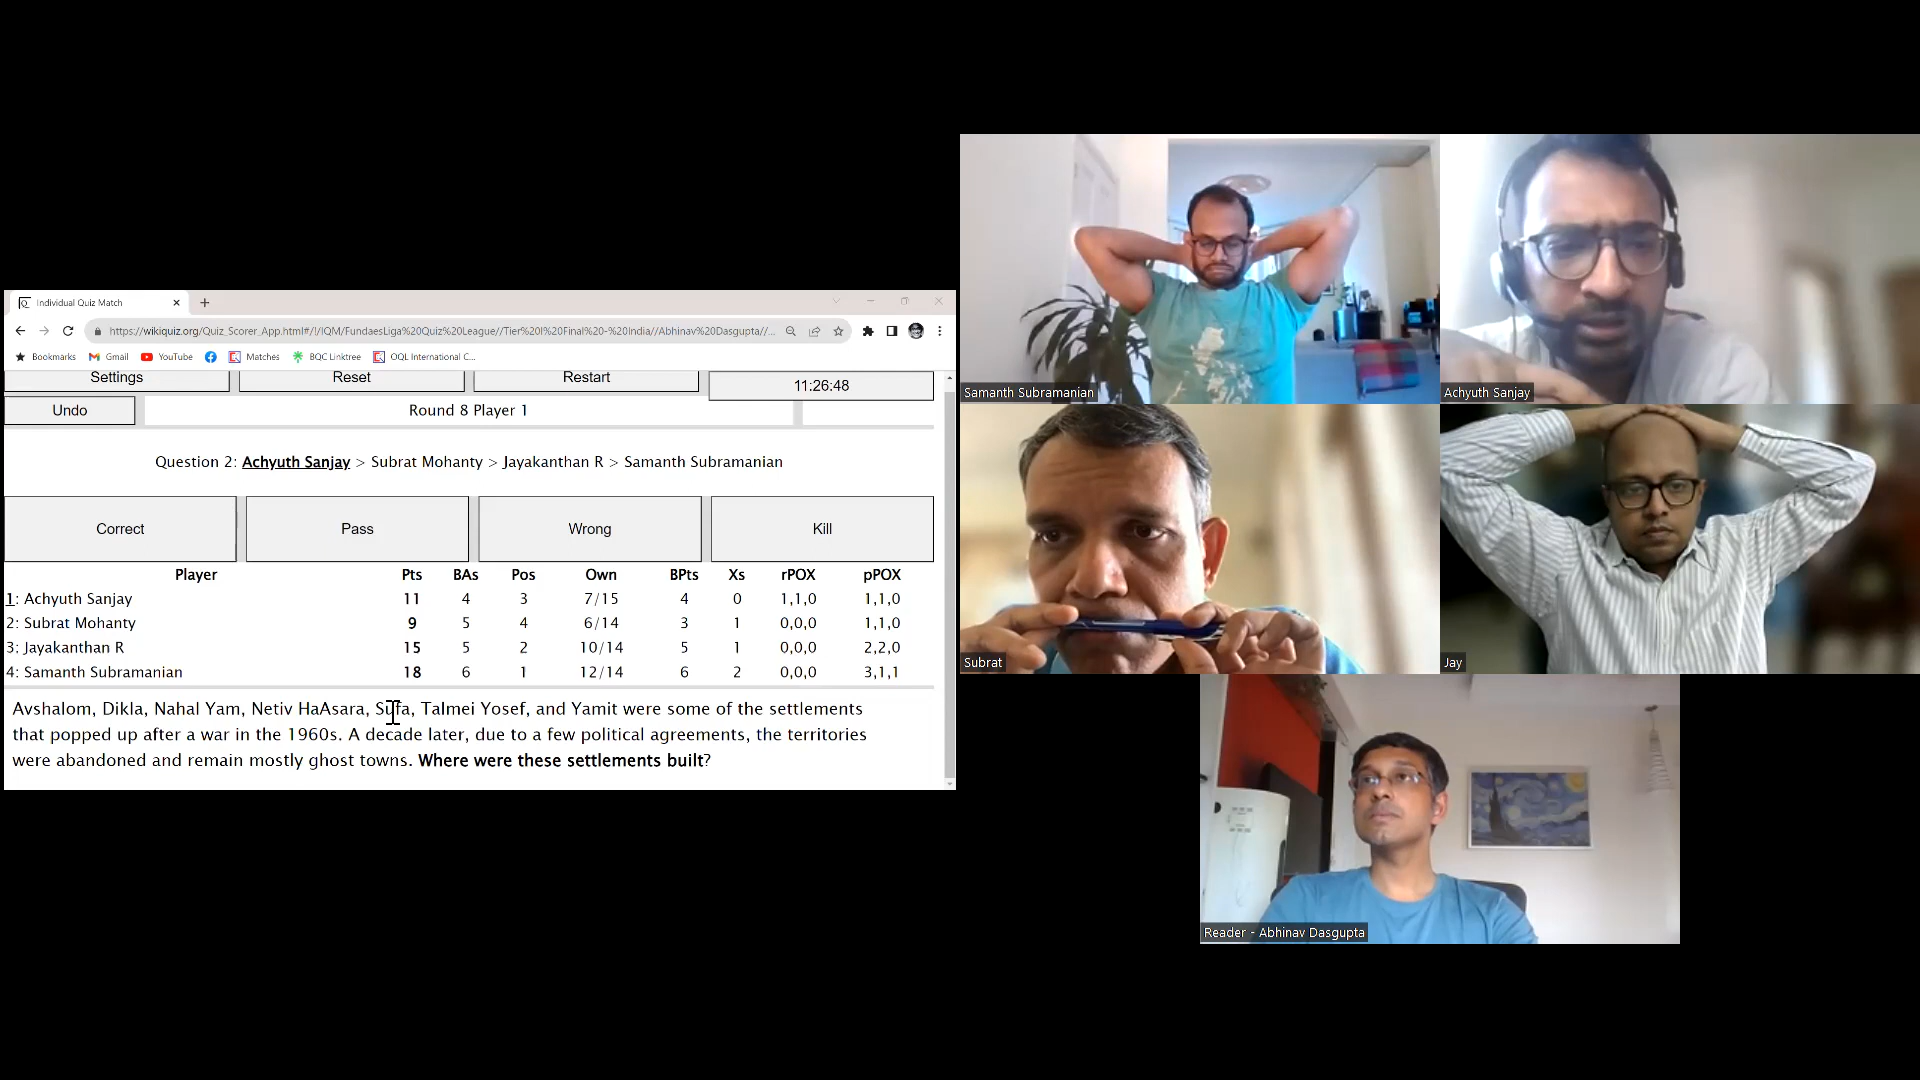 Individual Quiz Match
https://wikiquiz.org/Quiz_Scorer_App.html#/!/IQM/FundaesLiga%20Quiz%20League//Tier%20I%20Final%20-%20India//Abhinav%20Dasgupta//...
Bookmarks Gmail YouTube Matches BQC Linktree OQL International C...
Settings Reset Restart 11:26:48
Undo Round 8 Player 1
Question 2: Achyuth Sanjay > Subrat Mohanty > Jayakanthan R > Samanth Subramanian
Correct Pass Wrong Kill
Player Pts BAs Pos Own BPts Xs rPOX pPOX
1: Achyuth Sanjay 11 4 3 7/15 4 0 1,1,0 1,1,0
2: Subrat Mohanty 9 5 4 6/14 3 1 0,0,0 1,1,0
3: Jayakanthan R 15 5 2 10/14 5 1 0,0,0 2,2,0
4: Samanth Subramanian 18 6 1 12/14 6 2 0,0,0 3,1,1
Avshalom, Dikla, Nahal Yam, Netiv HaAsara, Sufa, Talmei Yosef, and Yamit were some of the settlements
that popped up after a war in the 1960s. A decade later, due to a few political agreements, the territories
were abandoned and remain mostly ghost towns. Where were these settlements built?
Samanth Subramanian
Achyuth Sanjay
Subrat
Jay
Reader - Abhinav Dasgupta